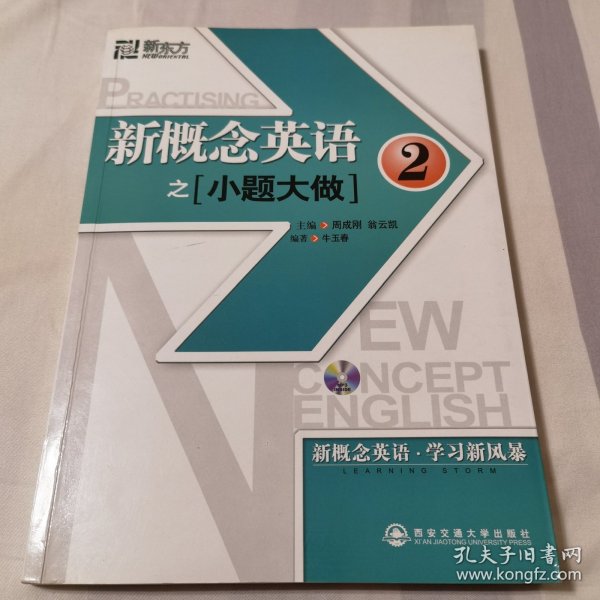 新东方
NEW ORIENTAL
PRACTISING
新概念英语 2
之[小题大做]
主编 周成刚 翁云凯
编著 牛玉春
NEW
CONCEPT
ENGLISH
MP3
新概念英语·学习新风暴
LEARNING STORM
西安交通大学出版社
XI'AN JIAOTONG UNIVERSITY PRESS
孔夫子旧书网
www.kongfz.com